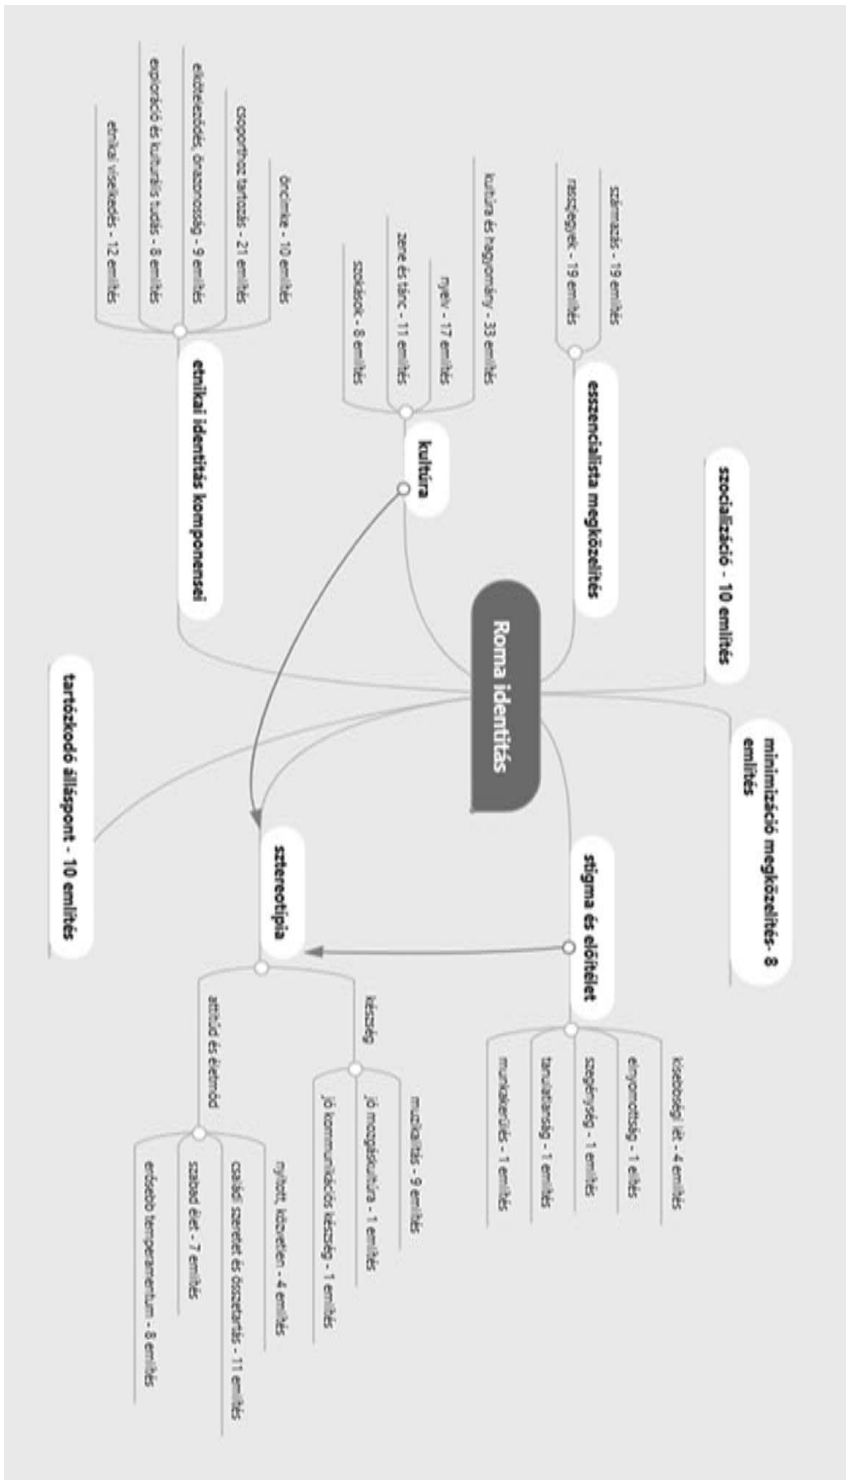 Roma identitás
szocializáció - 10 említés
esszencialista megközelítés
származás – 19 említés
rasszjegyek – 19 említés
kultúra
kultúra és hagyomány – 33 említés
nyelv – 17 említés
zene és tánc – 11 említés
szokások – 8 említés
etnikai identitás komponensei
öncímke – 10 említés
csoporthoz tartozás – 21 említés
elköteleződés, önazonosság – 9 említés
exploráció és kulturális tudás – 8 említés
etnikai viselkedés – 12 említés
minimizáció megközelítés- 8
említés
stigma és előítélet
kisebbségi lét – 4 említés
elnyomottság – 1 elítés
szegénység – 1 említés
tanulatlanság – 1 említés
munkakerülés – 1 említés
sztereotípia
készség
muzikalitás – 9 említés
jó mozgáskultúra – 1 említés
jó kommunikációs készség – 1 említés
attitűd és életmód
nyitott, közvetlen – 4 említés
családi szeretet és összetartás – 11 említés
szabad élet – 7 említés
erősebb temperamentum – 8 említés
tartózkodó álláspont - 10 említés